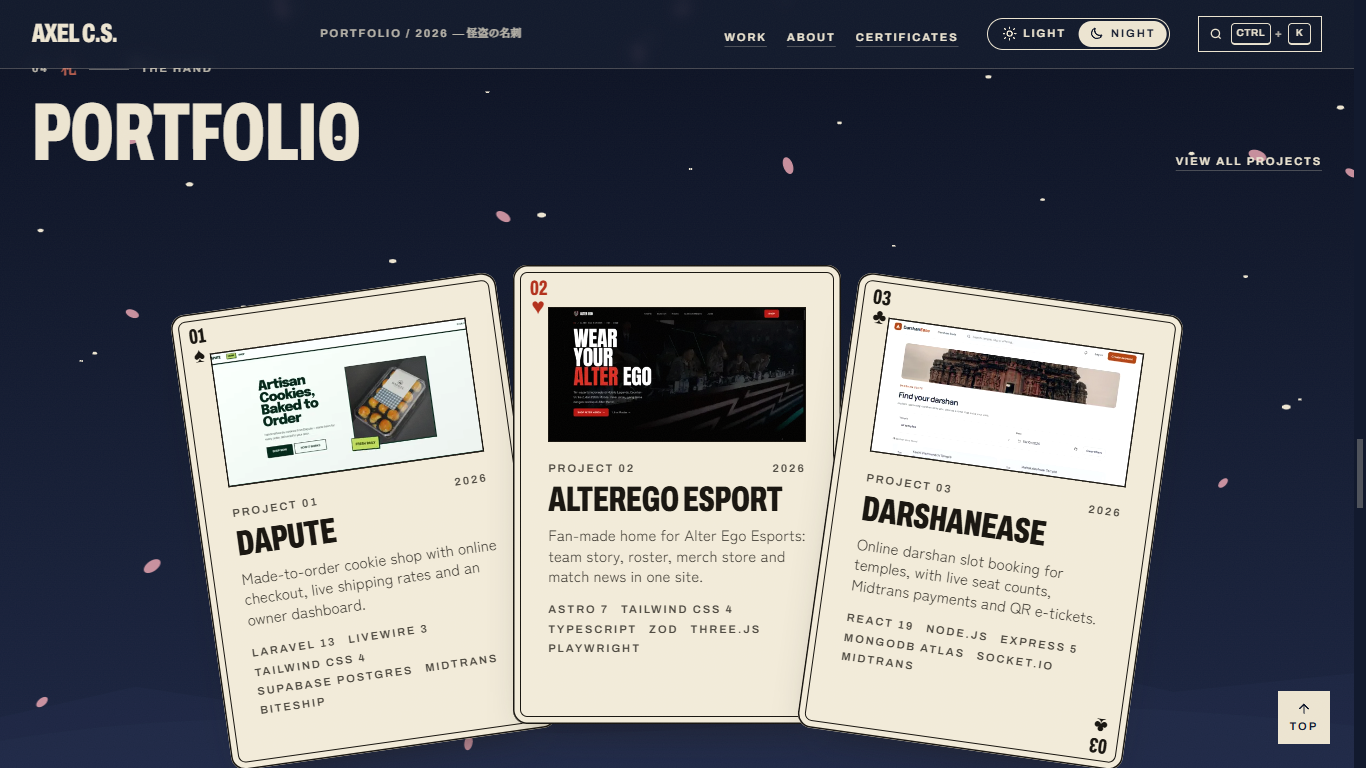 AXEL C.S.
PORTFOLIO / 2026 — 怪盗の名刺
WORK ABOUT CERTIFICATES
LIGHT NIGHT
CTRL + K
04 札 THE HAND
PORTFOLIO
VIEW ALL PROJECTS
01
Artisan
Cookies,
Baked to
Order
PROJECT 01 2026
DAPUTE
Made-to-order cookie shop with online
checkout, live shipping rates and an
owner dashboard.
LARAVEL 13 LIVEWIRE 3
TAILWIND CSS 4
SUPABASE POSTGRES MIDTRANS
BITESHIP
02
WEAR
YOUR
ALTER EGO
PROJECT 02 2026
ALTEREGO ESPORT
Fan-made home for Alter Ego Esports:
team story, roster, merch store and
match news in one site.
ASTRO 7 TAILWIND CSS 4
TYPESCRIPT ZOD THREE.JS
PLAYWRIGHT
03
Find your darshan
PROJECT 03 2026
DARSHANEASE
Online darshan slot booking for
temples, with live seat counts,
Midtrans payments and QR e-tickets.
REACT 19 NODE.JS EXPRESS 5
MONGODB ATLAS SOCKET.IO
MIDTRANS
03
TOP